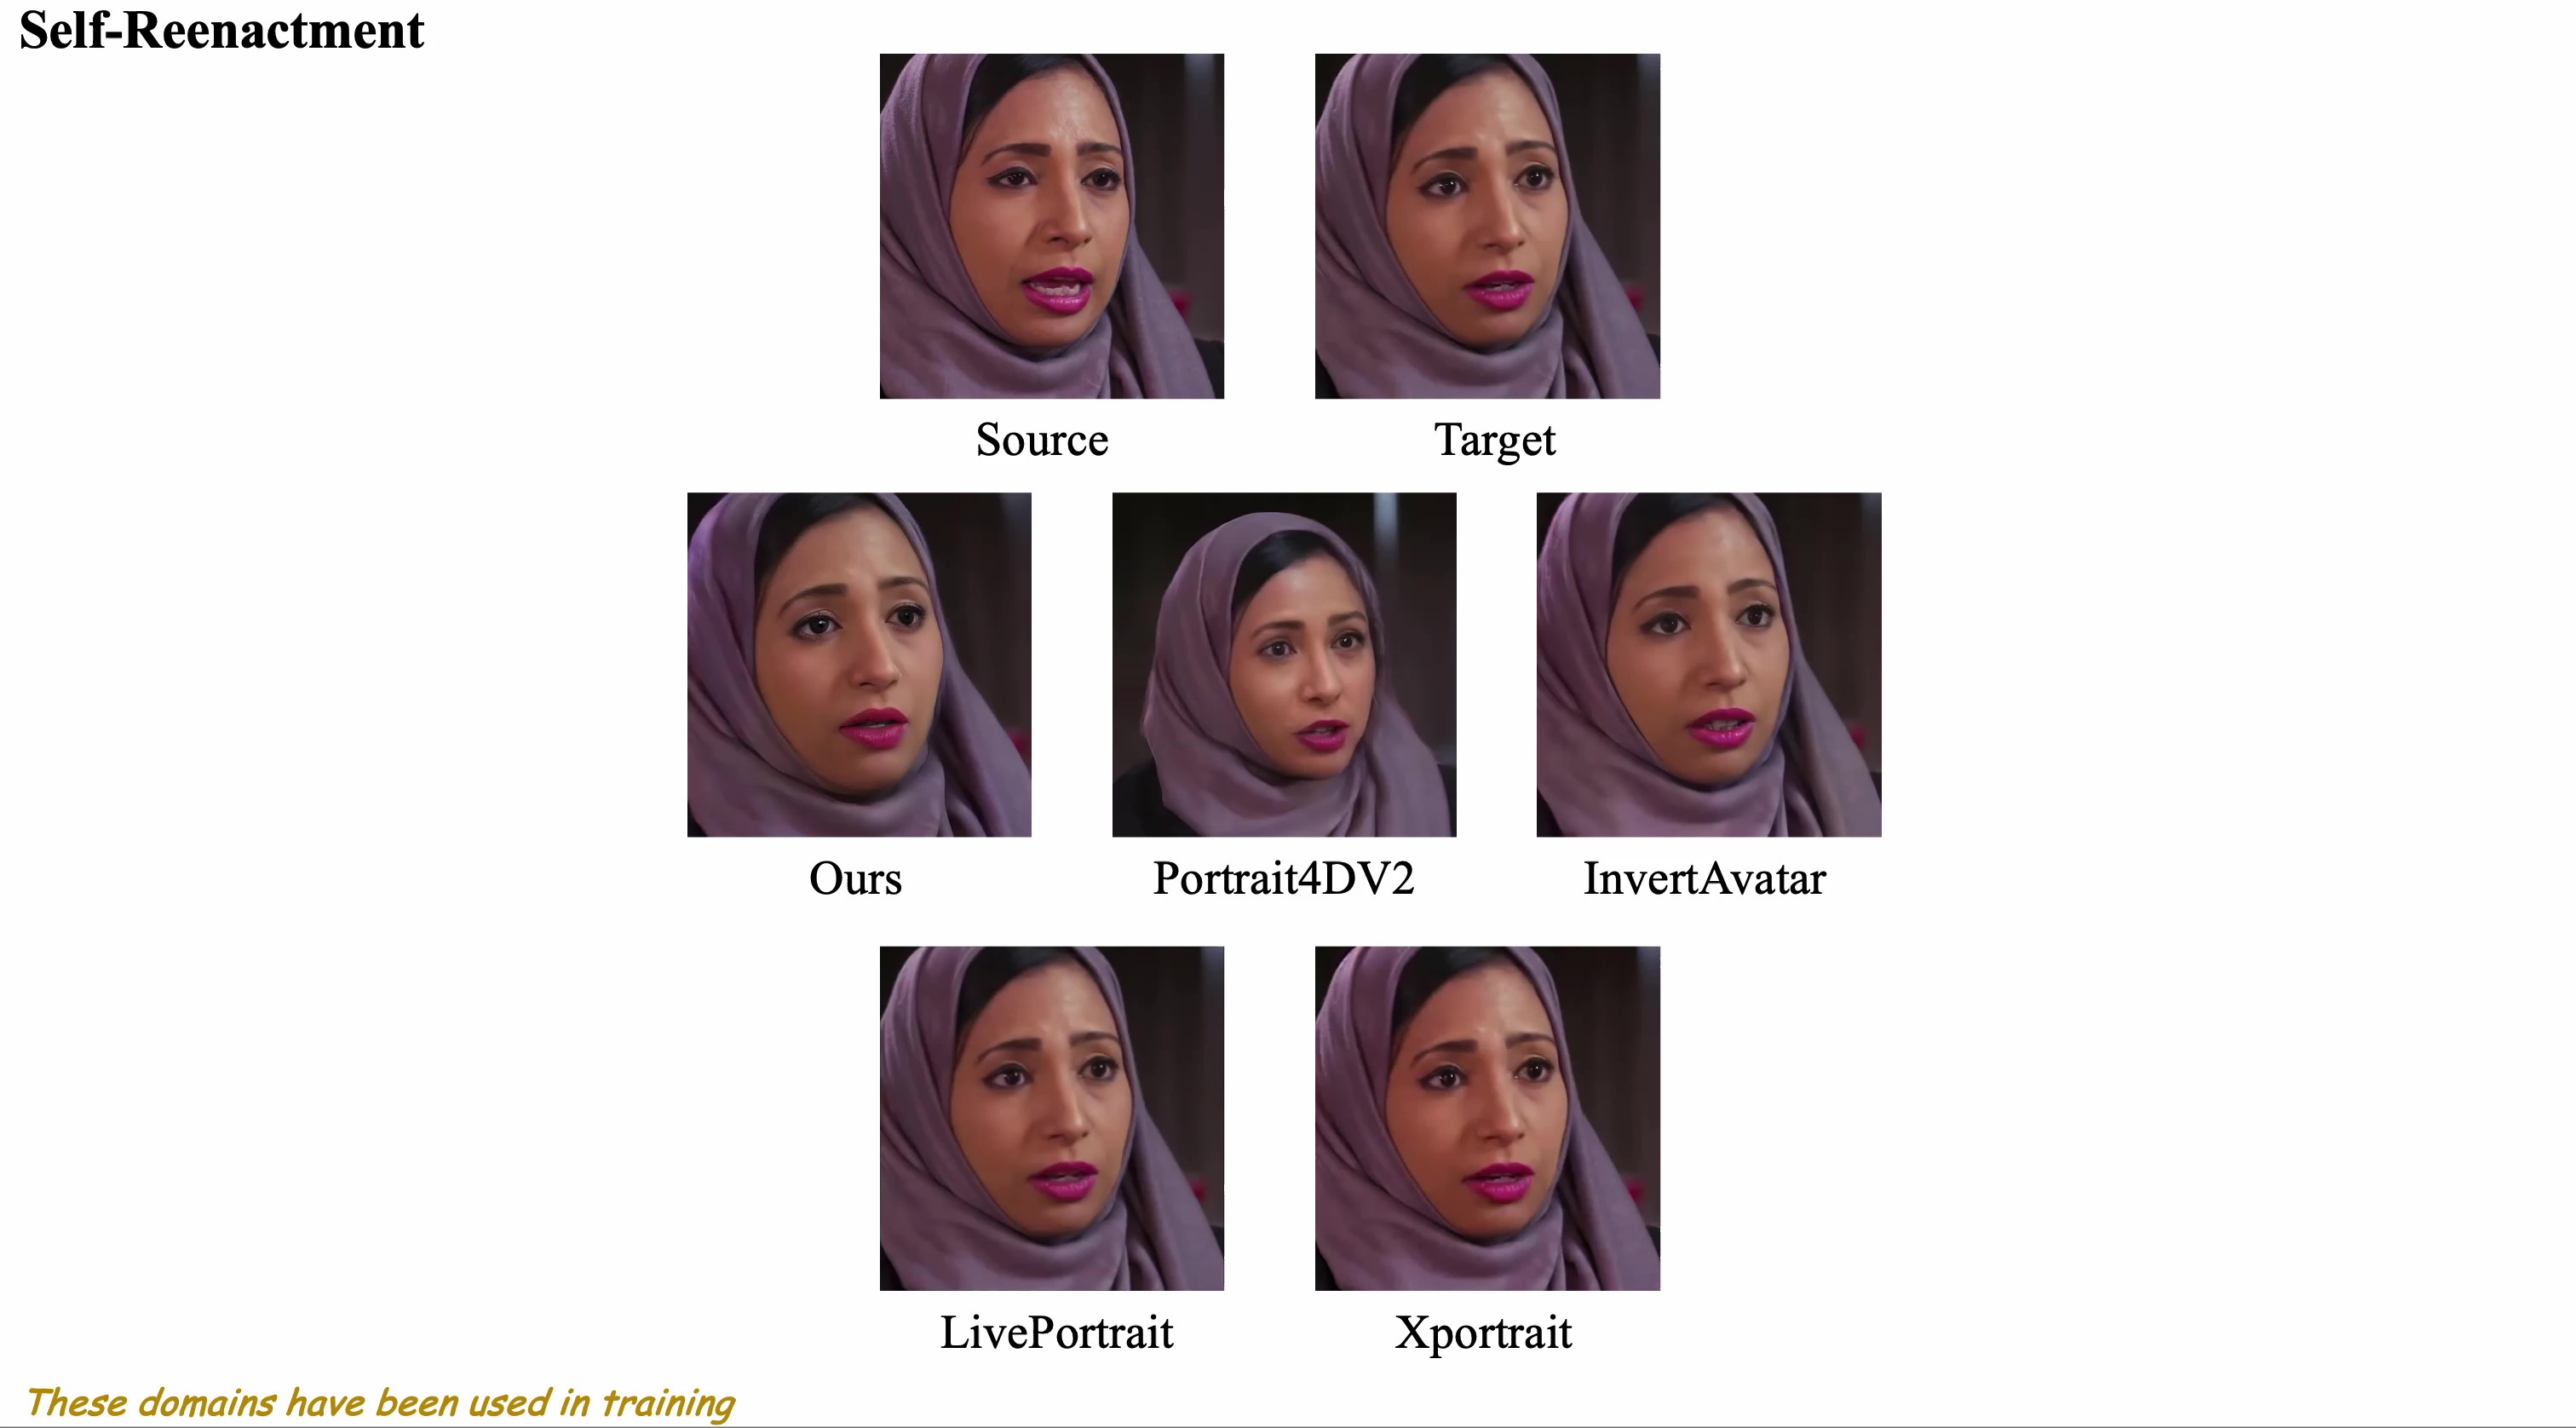 Self-Reenactment
Source
Target
Ours
Portrait4DV2
InvertAvatar
LivePortrait
Xportrait
These domains have been used in training